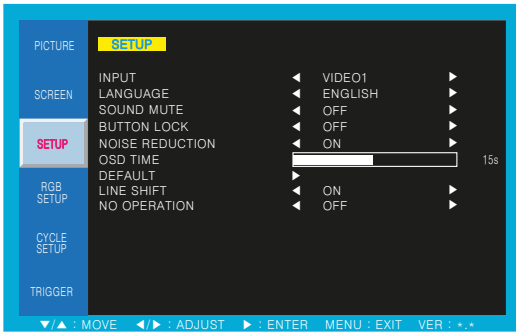 PICTURE
SCREEN
SETUP
RGB
SETUP
CYCLE
SETUP
TRIGGER
SETUP
INPUT ◀ VIDEO1 ▶
LANGUAGE ◀ ENGLISH ▶
SOUND MUTE ◀ OFF ▶
BUTTON LOCK ◀ OFF ▶
NOISE REDUCTION ◀ ON ▶
OSD TIME 15s
DEFAULT ▶
LINE SHIFT ◀ ON ▶
NO OPERATION ◀ OFF ▶
▼/▲ : MOVE ◀/▶ : ADJUST ▶ : ENTER MENU : EXIT VER : *.*